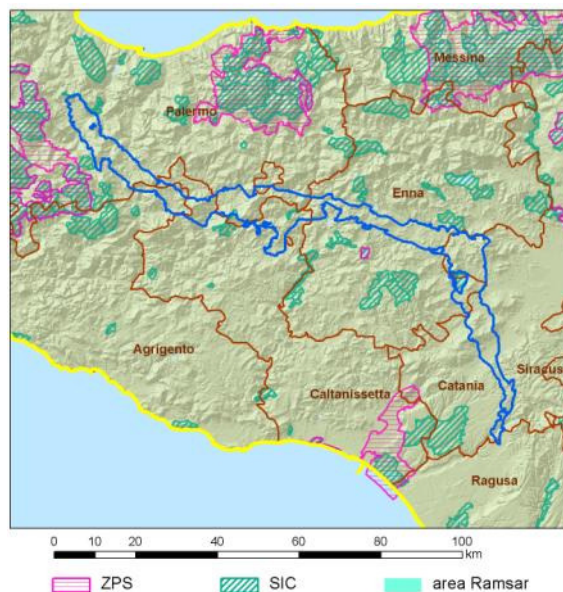 Messina
Palermo
Enna
Agrigento
Caltanissetta
Catania
Siracus
Ragusa
0 10 20 40 60 80 100
km
ZPS SIC area Ramsar